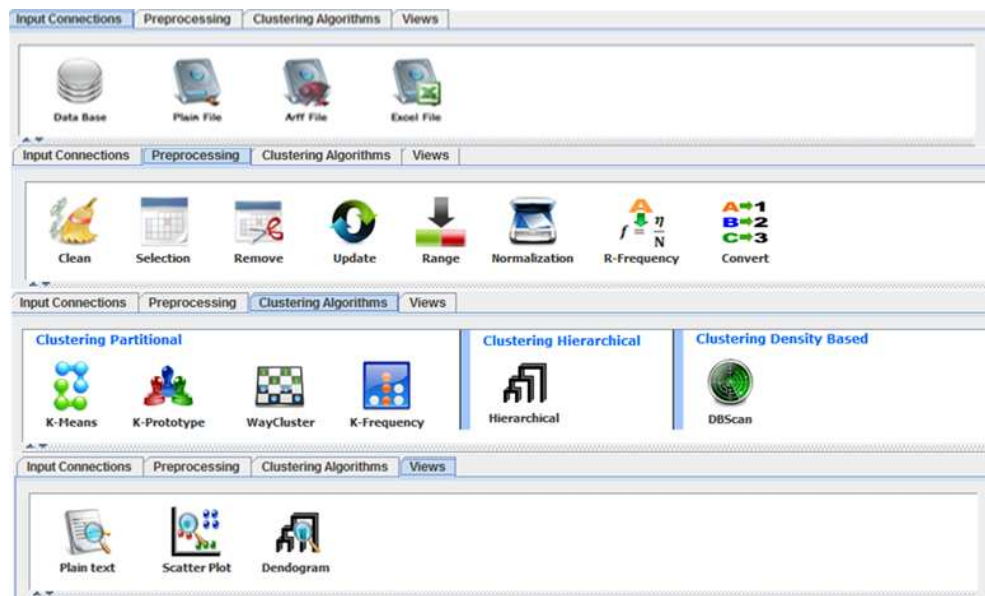 Input Connections Preprocessing Clustering Algorithms Views
Data Base Plain File Arff File Excel File
Input Connections Preprocessing Clustering Algorithms Views
A 1
B 2
C 3
f = η N
Clean Selection Remove Update Range Normalization R-Frequency Convert
Input Connections Preprocessing Clustering Algorithms Views
Clustering Partitional Clustering Hierarchical Clustering Density Based
K-Means K-Prototype WayCluster K-Frequency Hierarchical DBScan
Input Connections Preprocessing Clustering Algorithms Views
Plain text Scatter Plot Dendogram